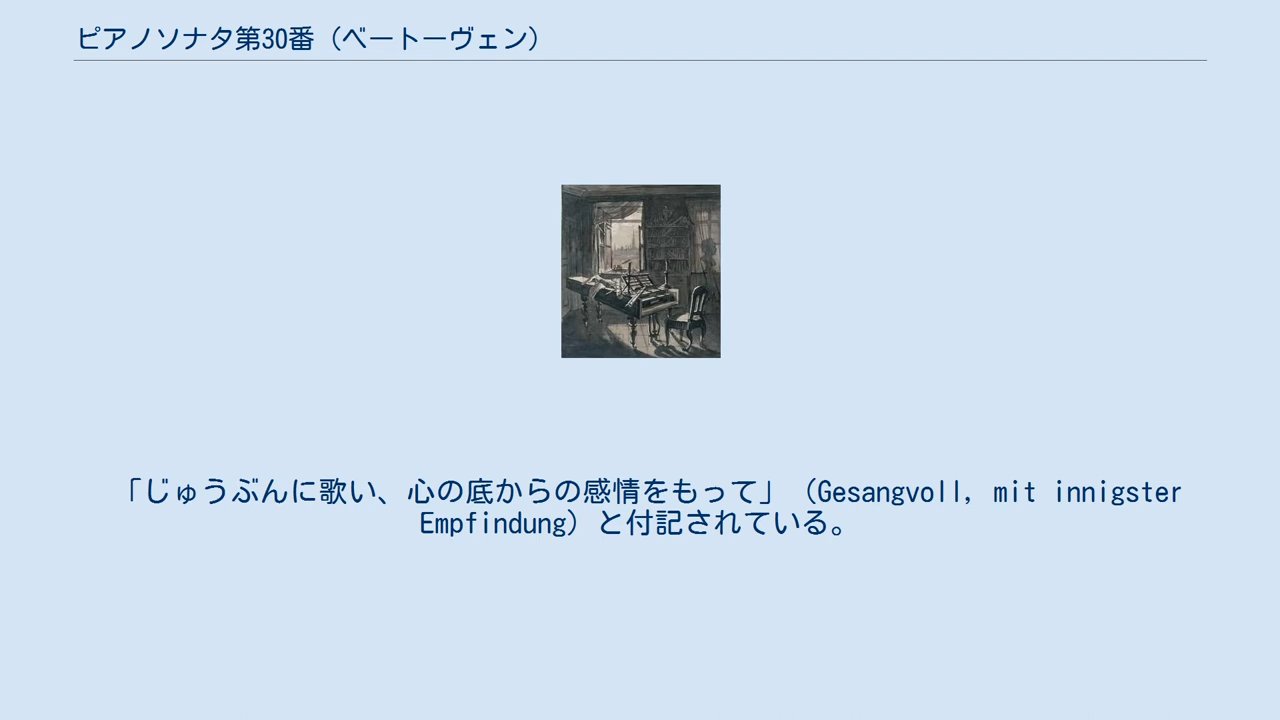 ピアノソナタ第30番（ベートーヴェン）
「じゅうぶんに歌い、心の底からの感情をもって」（Gesangvoll, mit innigster
Empfindung）と付記されている。